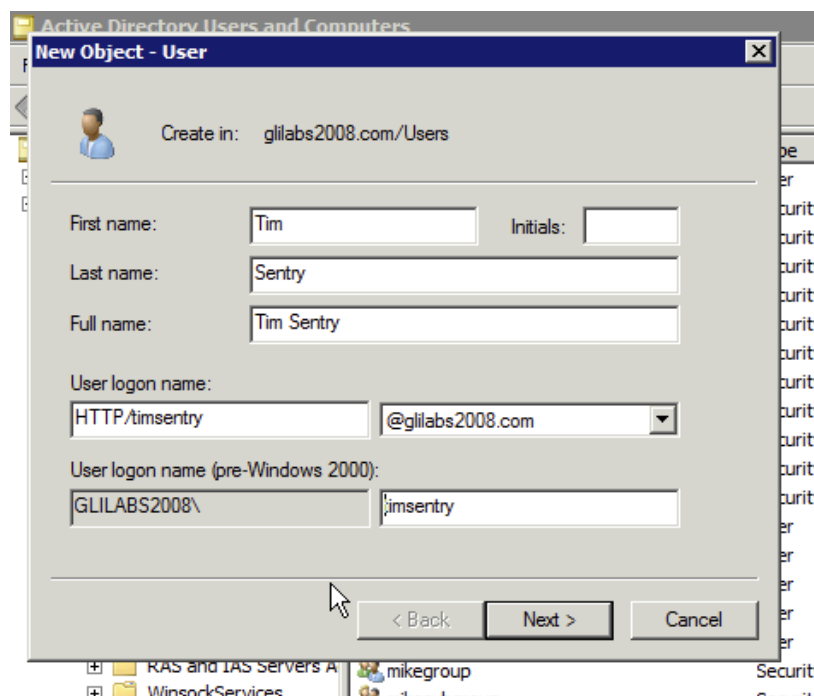 Active Directory Users and Computers
New Object - User
Create in: glilabs2008.com/Users
First name: Tim Initials:
Last name: Sentry
Full name: Tim Sentry
User logon name:
HTTP/timsentry @glilabs2008.com
User logon name (pre-Windows 2000):
GLILABS2008\ timsentry
< Back Next > Cancel
RAS and IAS Servers A mikegroup Securit
WinsockServices